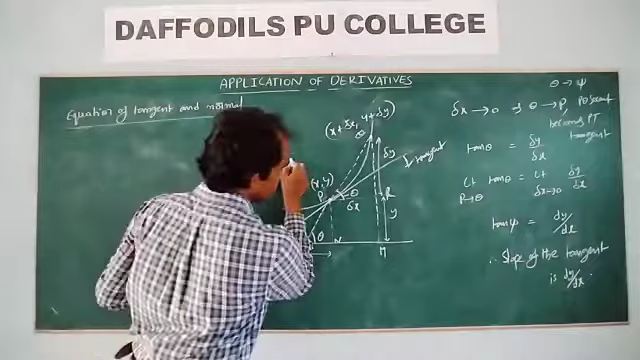 DAFFODILS PU COLLEGE
APPLICATION OF DERIVATIVES
Equation of tangent and normal
(x + δx, y + δy)
Q
δy
tangent
(x, y)
P
θ
δx
R
y
θ
N
M
θ → ψ
δx → 0 ⇒ θ → P, PQ secant
becomes PT
tangent
tanθ = δy/δx
Lt tanθ = Lt δy/δx
P→θ δx→0
tanψ = dy/dx
∴ Slope of the tangent
is dy/dx .